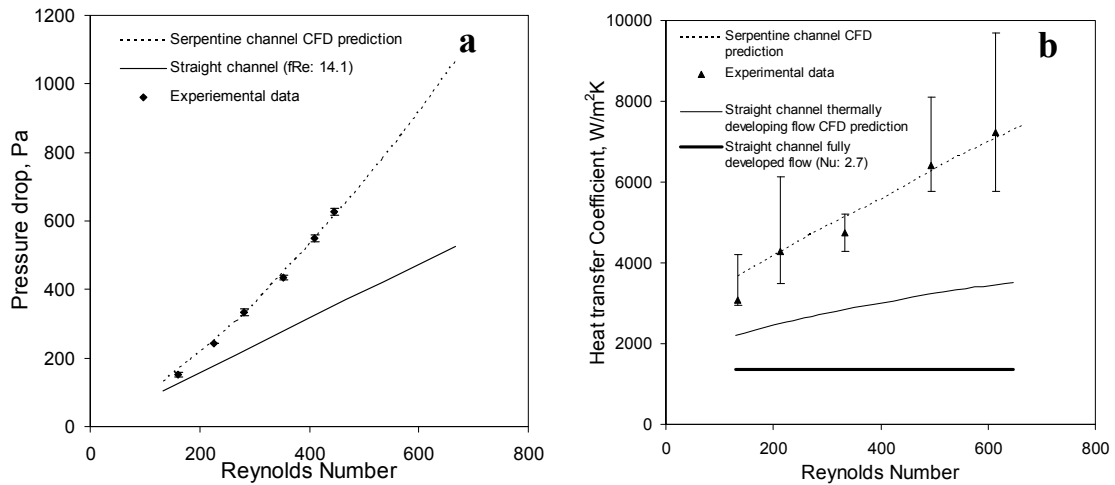 1200
1000
800
600
400
200
0
Pressure drop, Pa
Serpentine channel CFD prediction
Straight channel (fRe: 14.1)
Experiemental data
a
0 200 400 600 800
Reynolds Number
10000
8000
6000
4000
2000
0
Heat transfer Coefficient, W/m²K
Serpentine channel CFD
prediction
Experimental data
Straight channel thermally
developing flow CFD prediction
Straight channel fully
developed flow (Nu: 2.7)
b
0 200 400 600 800
Reynolds Number